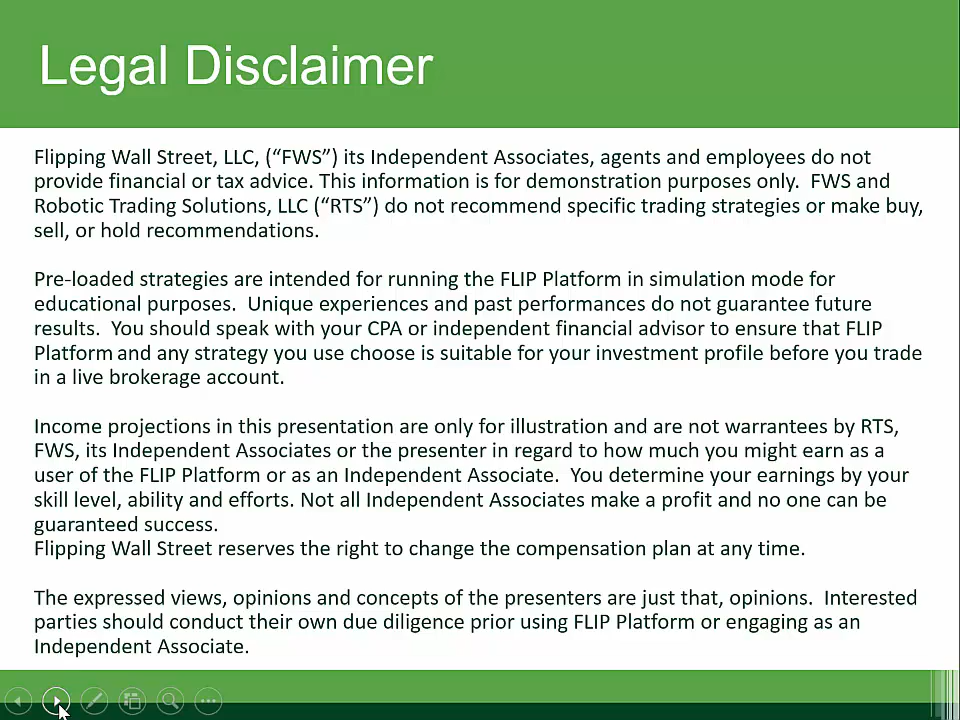 Legal Disclaimer
Flipping Wall Street, LLC, (“FWS”) its Independent Associates, agents and employees do not
provide financial or tax advice. This information is for demonstration purposes only.  FWS and
Robotic Trading Solutions, LLC (“RTS”) do not recommend specific trading strategies or make buy,
sell, or hold recommendations.
Pre-loaded strategies are intended for running the FLIP Platform in simulation mode for
educational purposes.  Unique experiences and past performances do not guarantee future
results.  You should speak with your CPA or independent financial advisor to ensure that FLIP
Platform and any strategy you use choose is suitable for your investment profile before you trade
in a live brokerage account.
Income projections in this presentation are only for illustration and are not warrantees by RTS,
FWS, its Independent Associates or the presenter in regard to how much you might earn as a
user of the FLIP Platform or as an Independent Associate.  You determine your earnings by your
skill level, ability and efforts. Not all Independent Associates make a profit and no one can be
guaranteed success.
Flipping Wall Street reserves the right to change the compensation plan at any time.
The expressed views, opinions and concepts of the presenters are just that, opinions.  Interested
parties should conduct their own due diligence prior using FLIP Platform or engaging as an
Independent Associate.